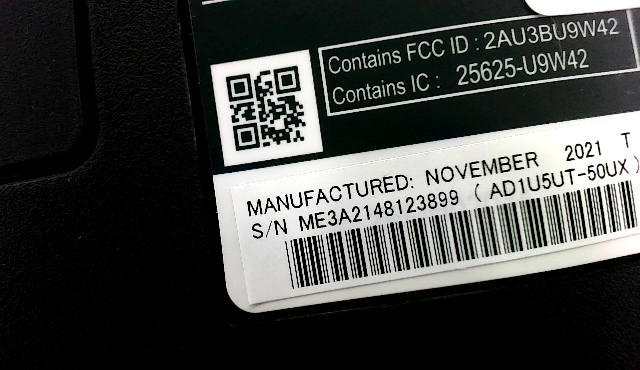 Contains FCC ID : 2AU3BU9W42
Contains IC : 25625-U9W42
MANUFACTURED: NOVEMBER 2021 T
S/N ME3A2148123899 ( AD1U5UT-50UX )